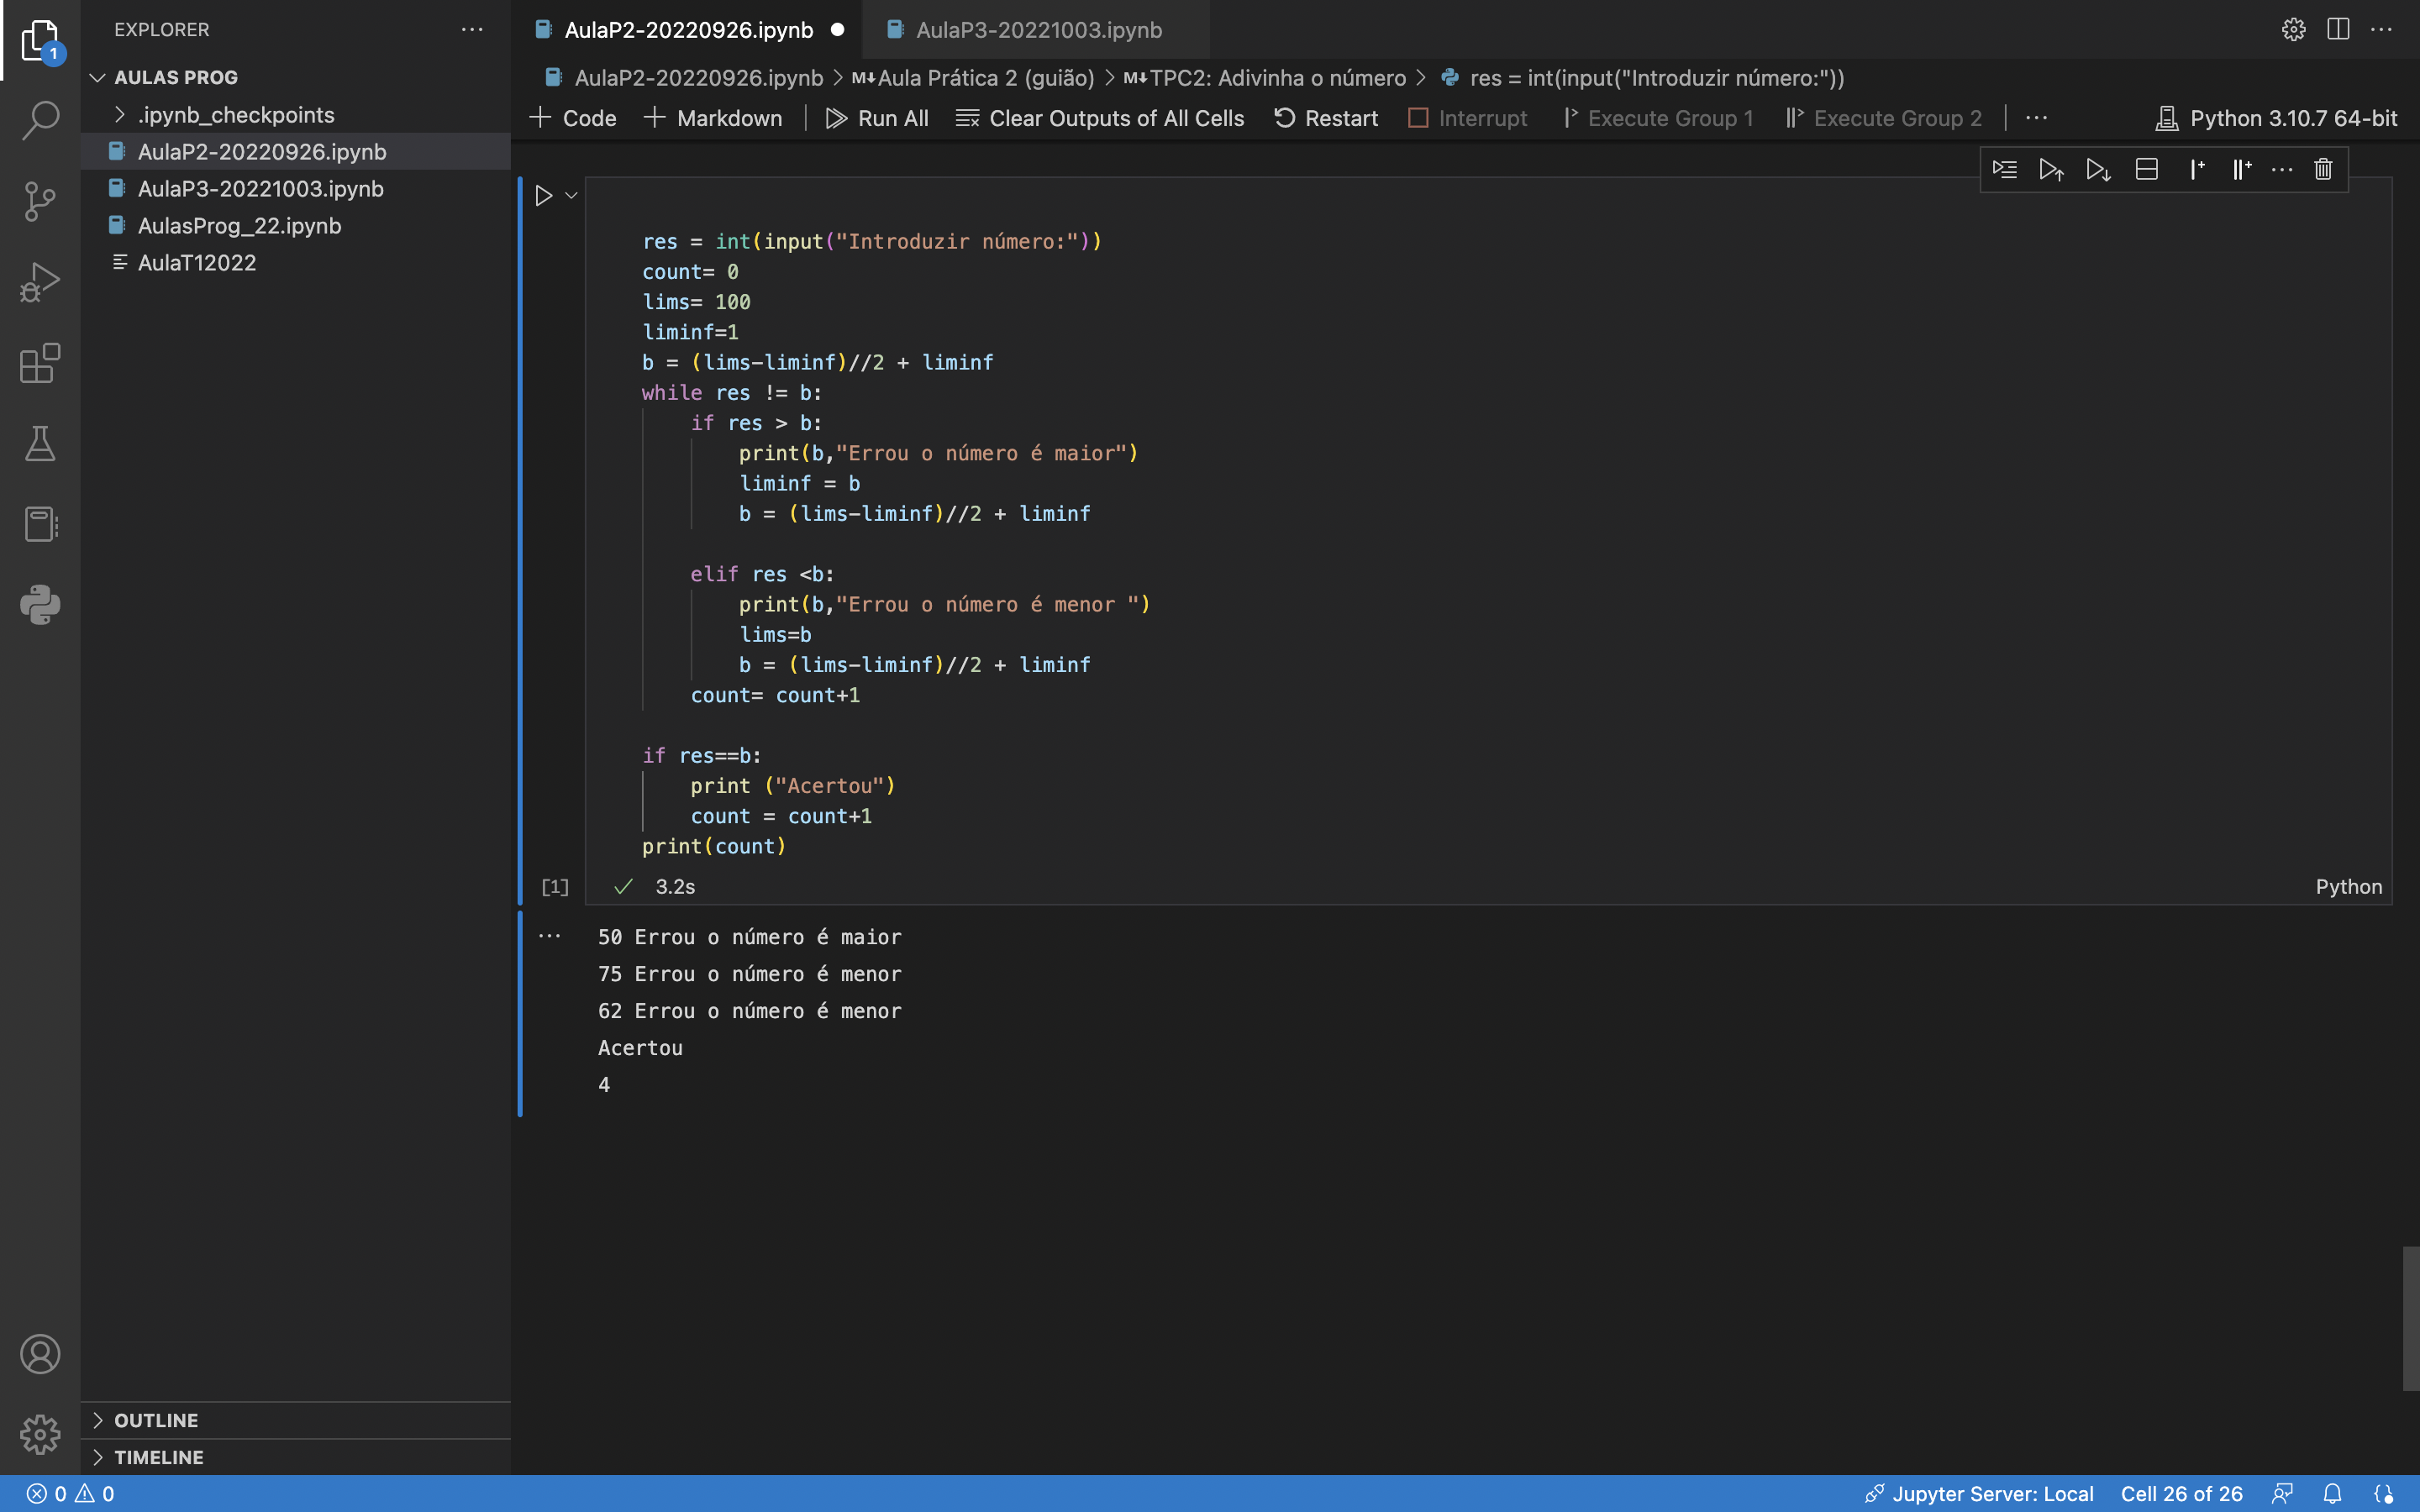 EXPLORER
AULAS PROG
.ipynb_checkpoints
AulaP2-20220926.ipynb
AulaP3-20221003.ipynb
AulasProg_22.ipynb
AulaT12022
OUTLINE
TIMELINE
1
AulaP2-20220926.ipynb
AulaP3-20221003.ipynb
AulaP2-20220926.ipynb > M↓Aula Prática 2 (guião) > M↓TPC2: Adivinha o número > res = int(input("Introduzir número:"))
+ Code + Markdown | Run All Clear Outputs of All Cells Restart Interrupt Execute Group 1 Execute Group 2 | ... Python 3.10.7 64-bit
res = int(input("Introduzir número:"))
count= 0
lims= 100
liminf=1
b = (lims-liminf)//2 + liminf
while res != b:
    if res > b:
        print(b,"Errou o número é maior")
        liminf = b
        b = (lims-liminf)//2 + liminf
    elif res <b:
        print(b,"Errou o número é menor ")
        lims=b
        b = (lims-liminf)//2 + liminf
    count= count+1
if res==b:
    print ("Acertou")
    count = count+1
print(count)
[1] ✓ 3.2s Python
50 Errou o número é maior
75 Errou o número é menor
62 Errou o número é menor
Acertou
4
0 0 Jupyter Server: Local Cell 26 of 26